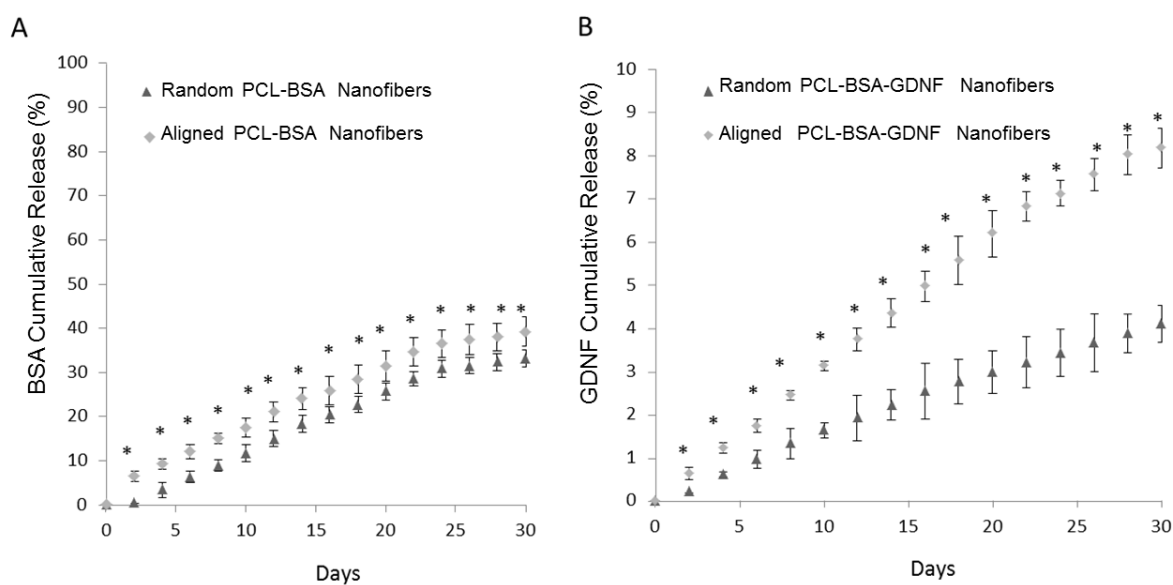 A
BSA Cumulative Release (%)
100
90
80
70
60
50
40
30
20
10
0
Random PCL-BSA Nanofibers
Aligned PCL-BSA Nanofibers
* * * * * * * * * * * * * * *
0 5 10 15 20 25 30
Days
B
GDNF Cumulative Release (%)
10
9
8
7
6
5
4
3
2
1
0
Random PCL-BSA-GDNF Nanofibers
Aligned PCL-BSA-GDNF Nanofibers
* * * * * * * * * * * * * * *
0 5 10 15 20 25 30
Days